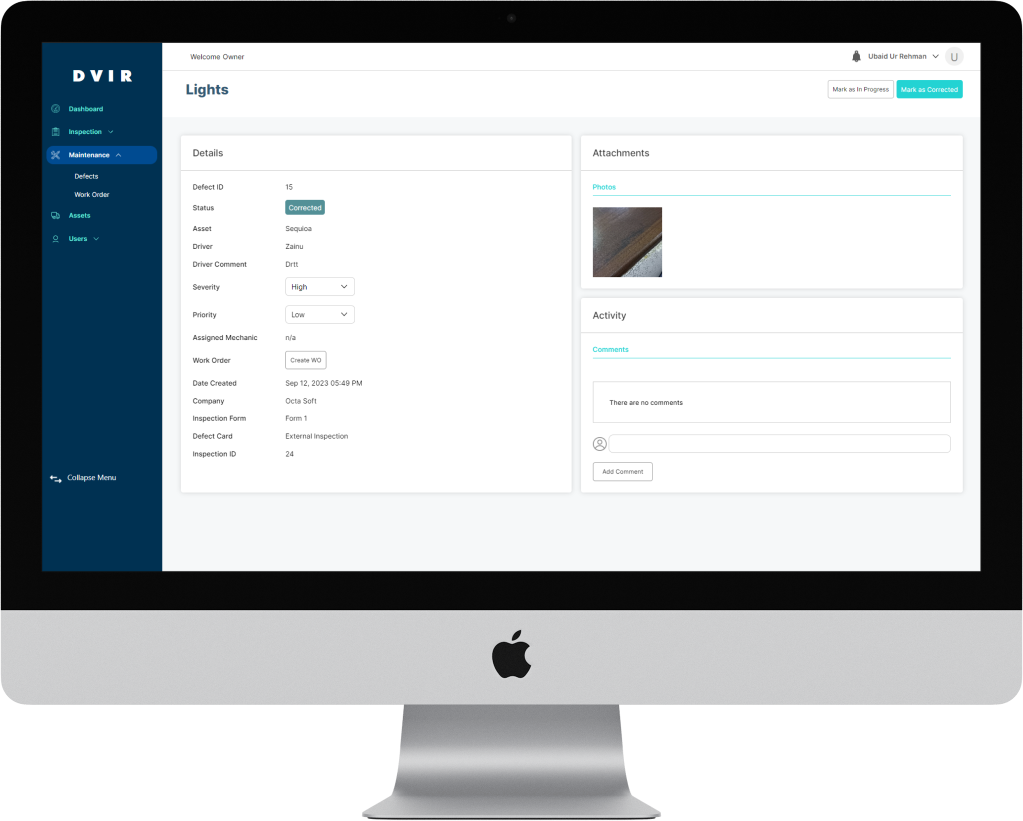 DVIR
Dashboard
Inspection
Maintenance
Defects
Work Order
Assets
Users
Collapse Menu
Welcome Owner
Ubaid Ur Rehman
U
Lights
Mark as In Progress
Mark as Corrected
Details
Defect ID 15
Status Corrected
Asset Sequioa
Driver Zainu
Driver Comment Drtt
Severity High
Priority Low
Assigned Mechanic n/a
Work Order Create WO
Date Created Sep 12, 2023 05:49 PM
Company Octa Soft
Inspection Form Form 1
Defect Card External Inspection
Inspection ID 24
Attachments
Photos
Activity
Comments
There are no comments
Add Comment